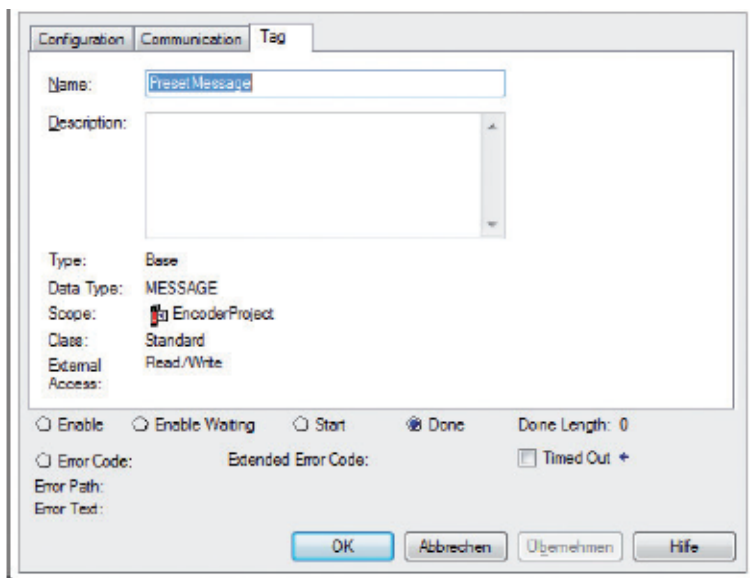 Configuration Communication Tag
Name: PresetMessage
Description:
Type: Base
Data Type: MESSAGE
Scope: EncoderProject
Class: Standard
External Access: Read/Write
Enable Enable Waiting Start Done Done Length: 0
Error Code: Extended Error Code: Timed Out
Error Path:
Error Text:
OK Abbrechen Übernehmen Hilfe